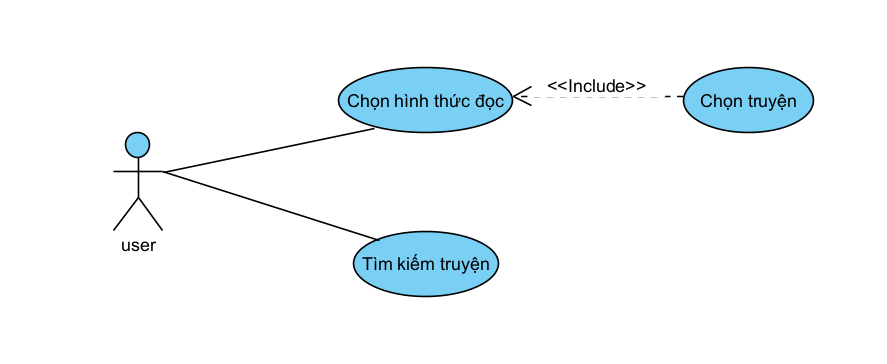 <<Include>>
Chọn hình thức đọc
Chọn truyện
user
Tìm kiếm truyện